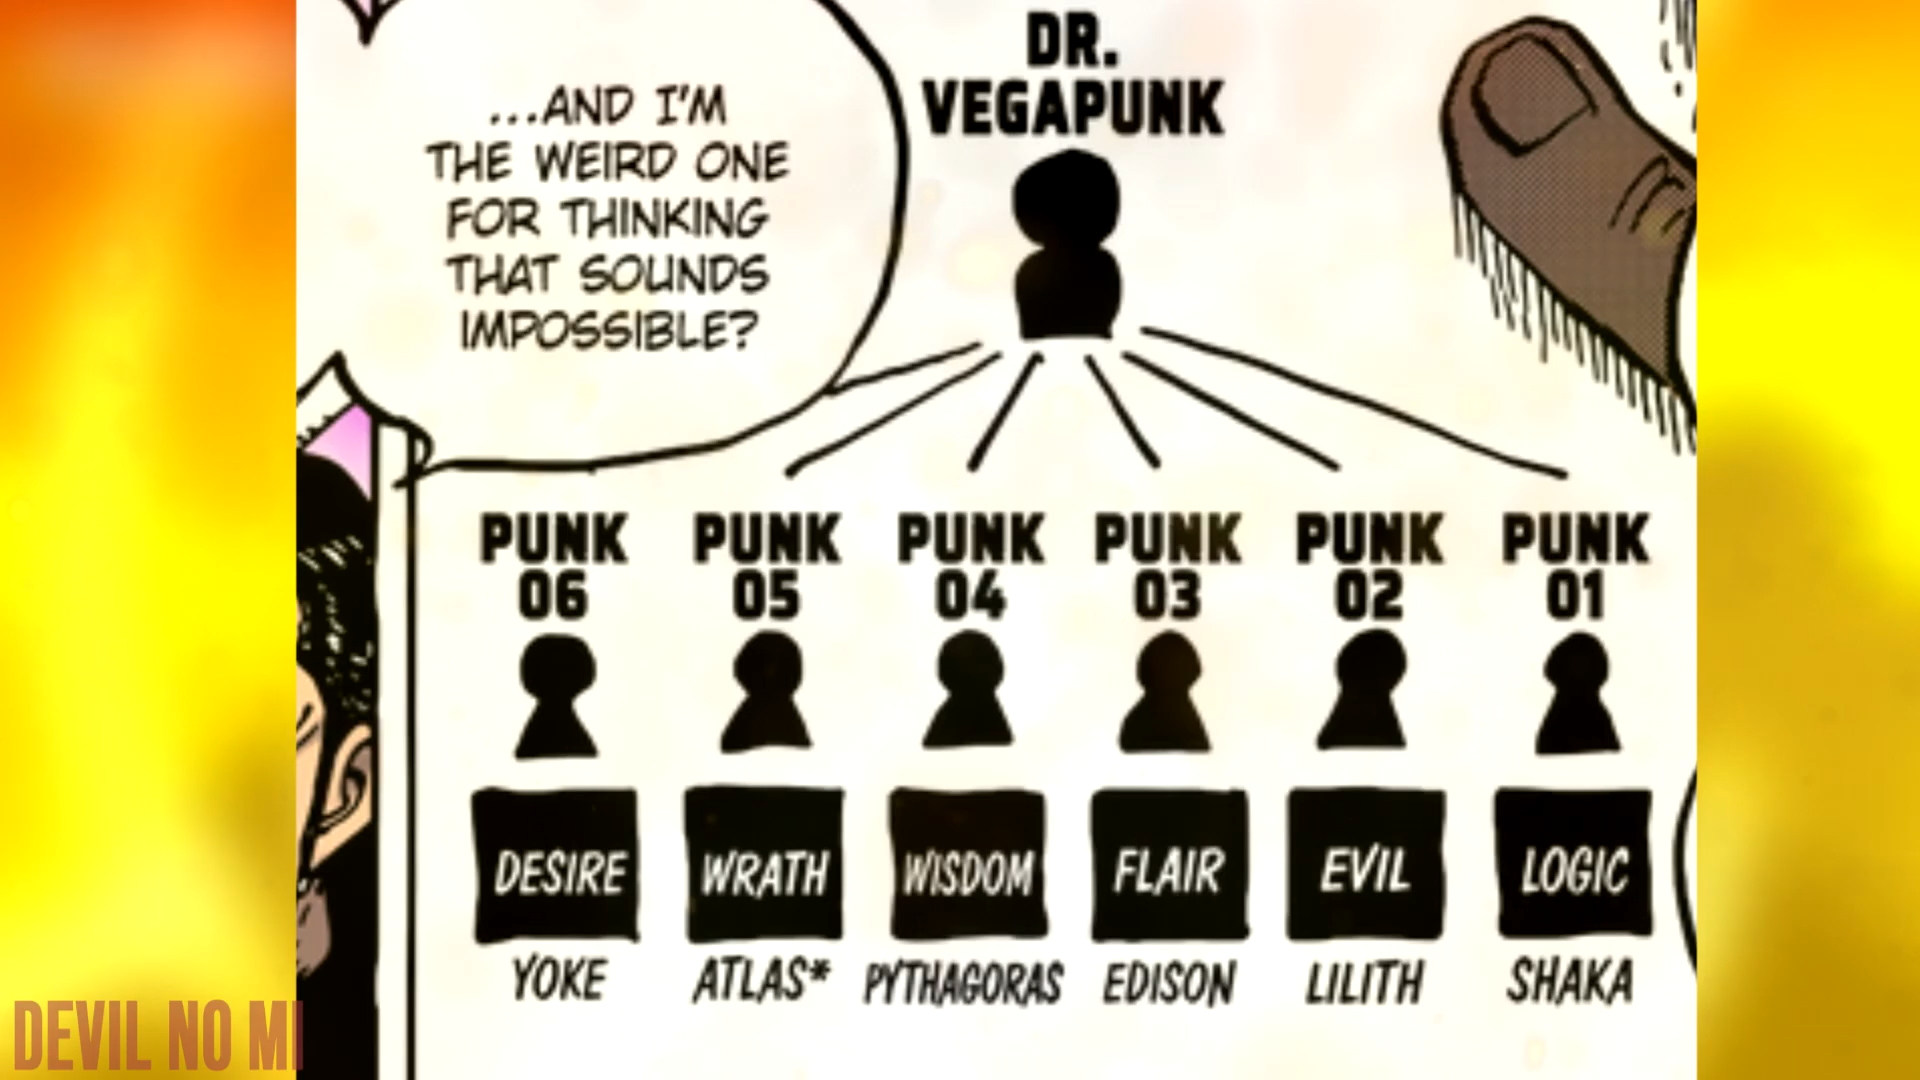 ...AND I'M
THE WEIRD ONE
FOR THINKING
THAT SOUNDS
IMPOSSIBLE?
DR.
VEGAPUNK
PUNK 06
PUNK 05
PUNK 04
PUNK 03
PUNK 02
PUNK 01
DESIRE
WRATH
WISDOM
FLAIR
EVIL
LOGIC
YOKE
ATLAS*
PYTHAGORAS
EDISON
LILITH
SHAKA
DEVIL NO MI